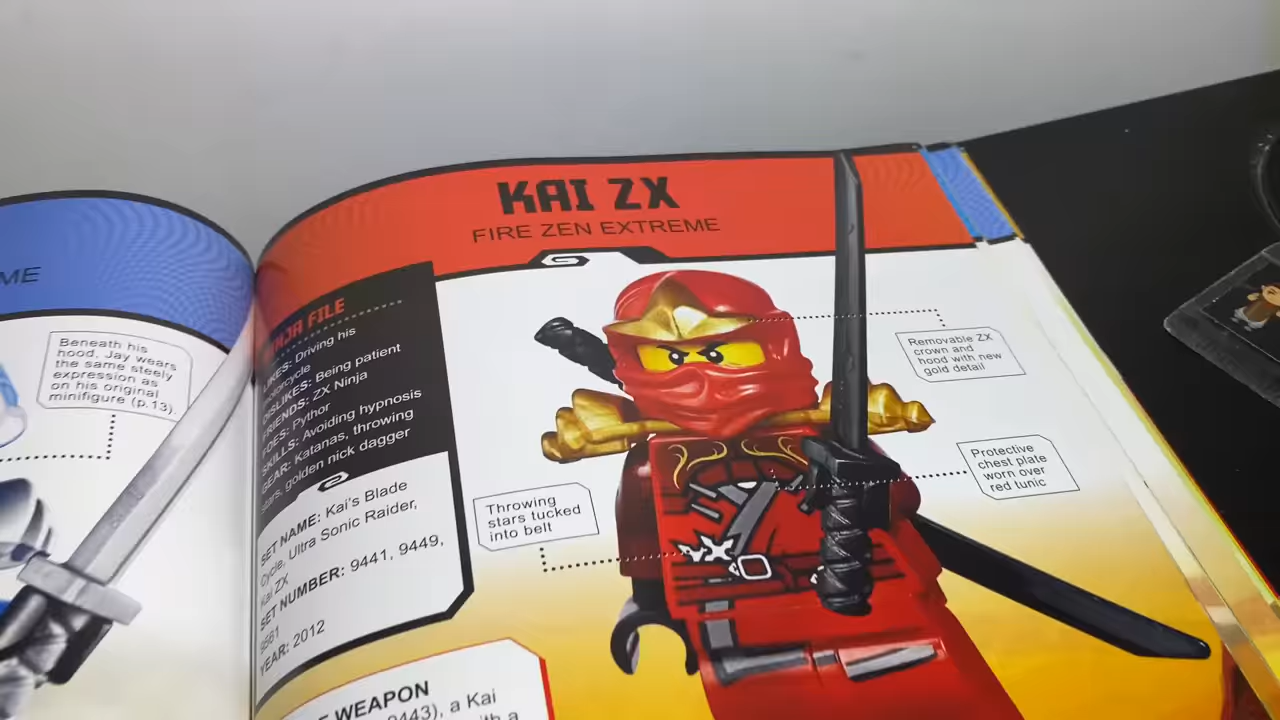 ME
Beneath his
hood, Jay wears
the same steely
expression as
on his original
minifigure (p.13).
KAI ZX
FIRE ZEN EXTREME
NINJA FILE
LIKES: Driving his
motorcycle
DISLIKES: Being patient
FRIENDS: ZX Ninja
FOES: Pythor
SKILLS: Avoiding hypnosis
GEAR: Katanas, throwing
stars, golden nick dagger
SET NAME: Kai's Blade
Cycle, Ultra Sonic Raider,
Kai ZX
SET NUMBER: 9441, 9449,
9561
YEAR: 2012
Removable ZX
crown and
hood with new
gold detail
Protective
chest plate
worn over
red tunic
Throwing
stars tucked
into belt
WEAPON
9443), a Kai
with a